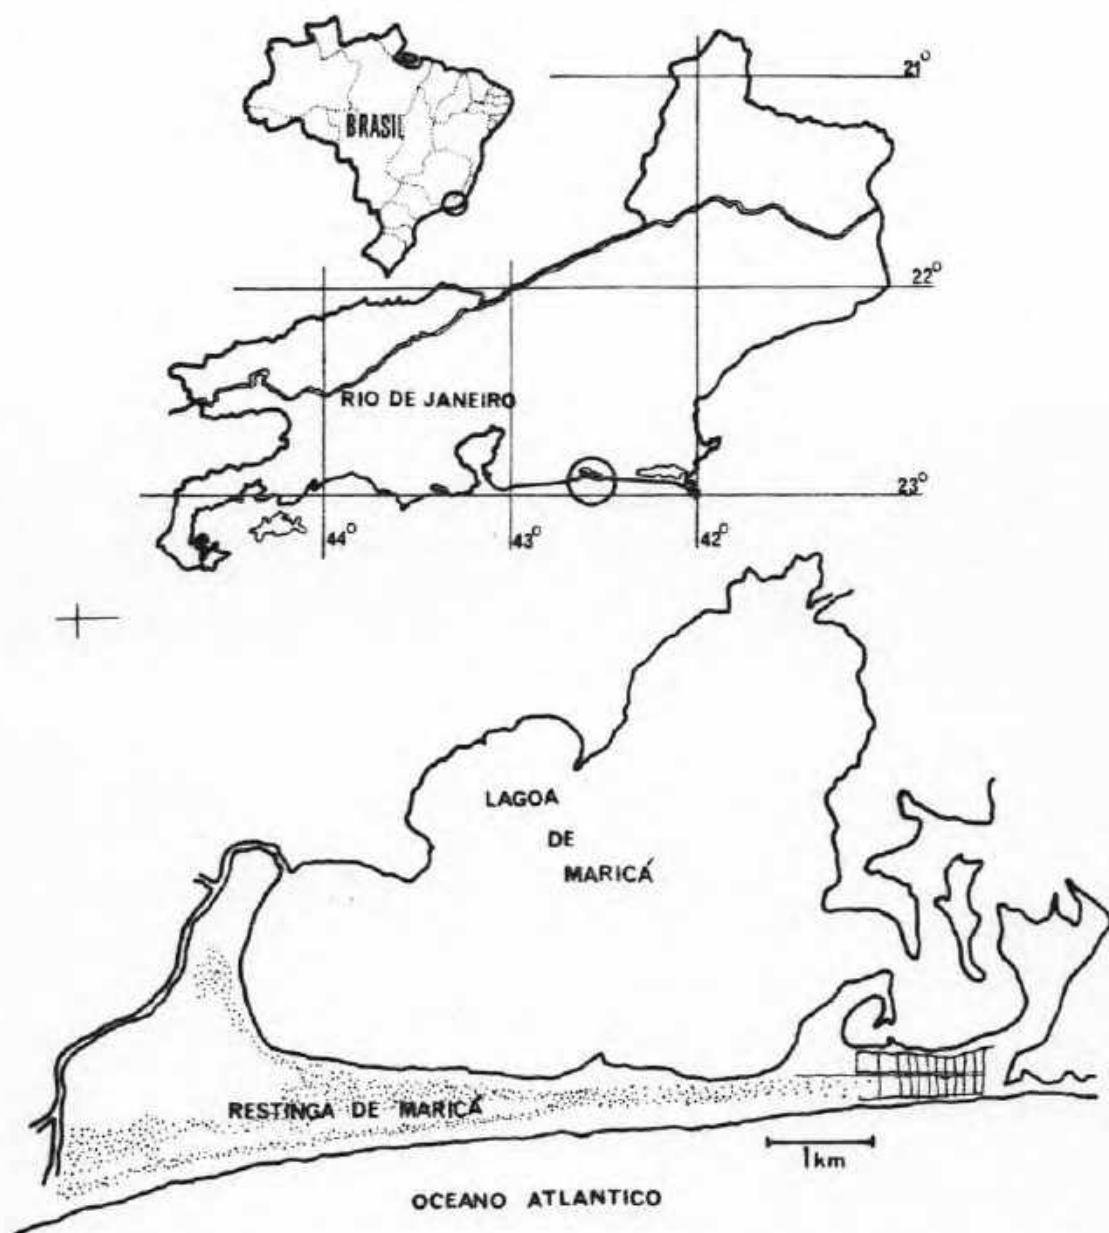 BRASIL
21°
22°
RIO DE JANEIRO
23°
44°
43°
42°
LAGOA
DE
MARICÁ
RESTINGA DE MARICÁ
1km
OCEANO ATLANTICO